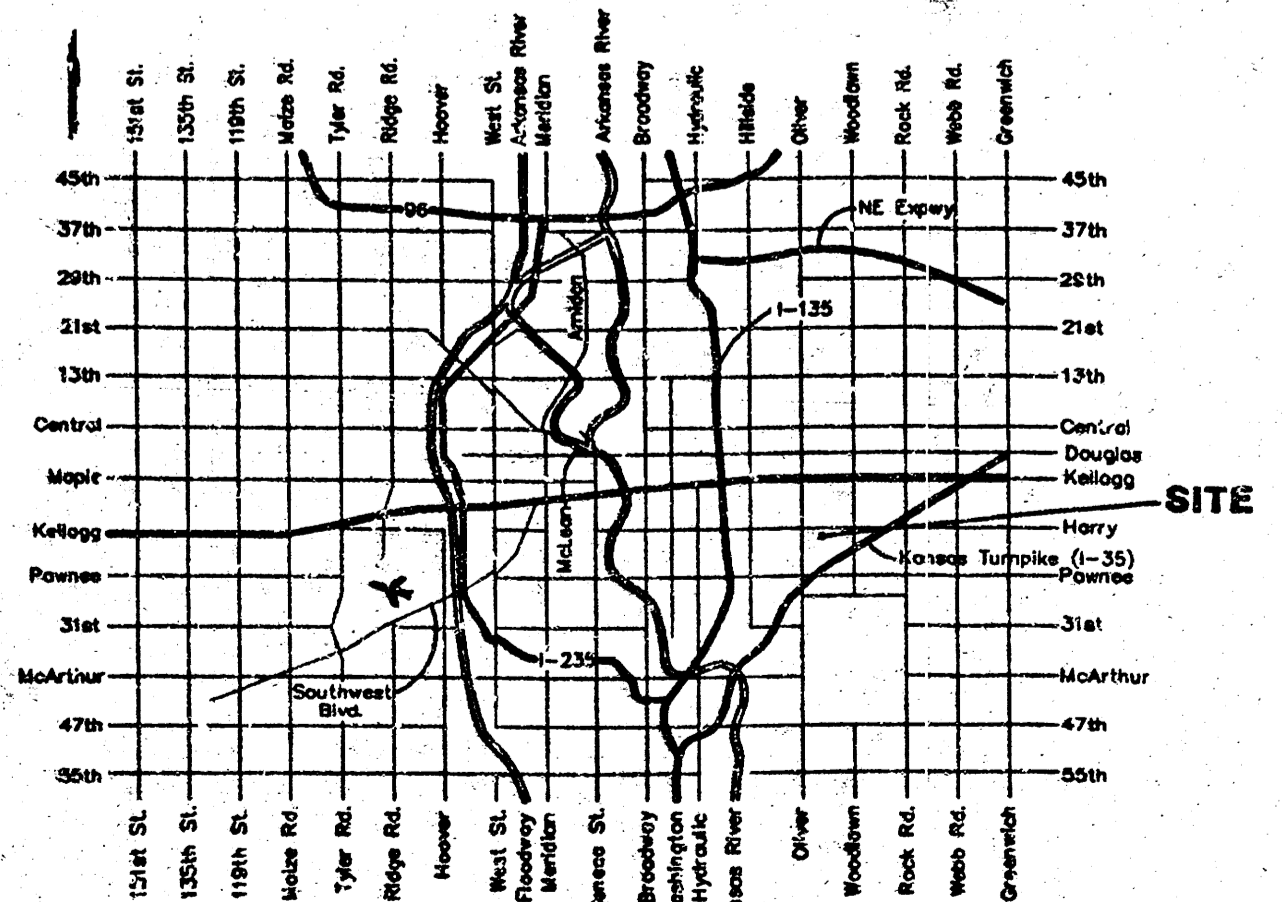 151st St.
135th St.
119th St.
Maize Rd.
Tyler Rd.
Ridge Rd.
Hoover
West St.
Arkansas River
Meridian
Arkansas River
Broadway
Hydraulic
Hillside
Oliver
Woodlawn
Rock Rd.
Webb Rd.
Greenwich
45th
45th
96
NE Expwy
37th
37th
29th
29th
Amidon
I-135
21st
21st
13th
13th
Central
Central
Douglas
Maple
Kellogg
SITE
Kellogg
Harry
McLean
Kansas Turnpike (I-35)
Pawnee
Pawnee
31st
31st
I-235
McArthur
McArthur
Southwest
Blvd.
47th
47th
55th
55th
151st St.
135th St.
119th St.
Maize Rd.
Tyler Rd.
Ridge Rd.
Hoover
West St.
Floodway
Meridian
eneca St.
Broadway
ashington
Hydraulic
sas River
Oliver
Woodlawn
Rock Rd.
Webb Rd.
Greenwich